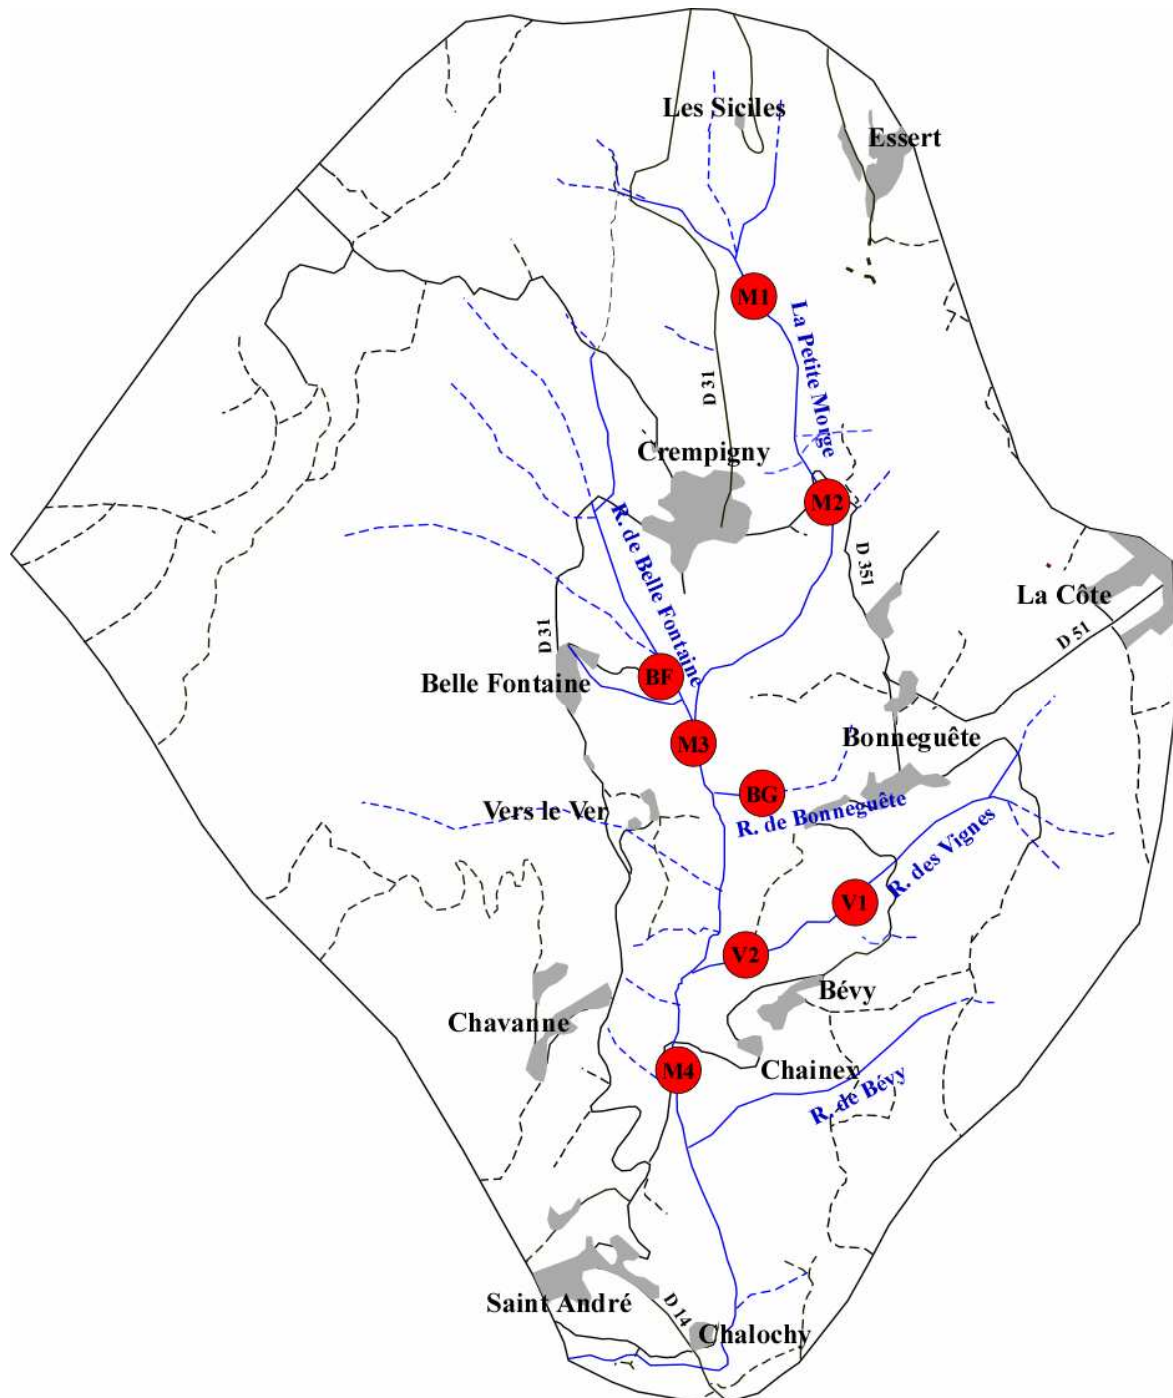 Les Siciles
Essert
M1
La Petite Morge
D 31
Crempigny
M2
R. de Belle Fontaine
D 351
La Côte
D 51
D 31
BF
Belle Fontaine
M3
Bonneguête
BG
Vers le Ver
R. de Bonneguête
R. des Vignes
V1
V2
Bévy
Chavanne
M4
Chainex
R. de Bévy
Saint André
D 14
Chalochy